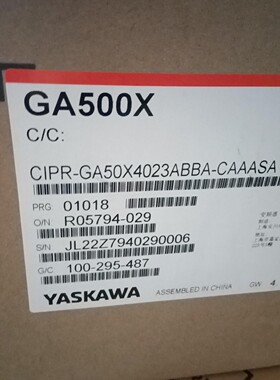 GA500X
C/C:
CIPR-GA50X4023ABBA-CAAASA
PRG 01018
O/N R05794-029
S/N JL22Z7940290006
G/C 100-295-487
YASKAWA ASSEMBLED IN CHINA GW 4.